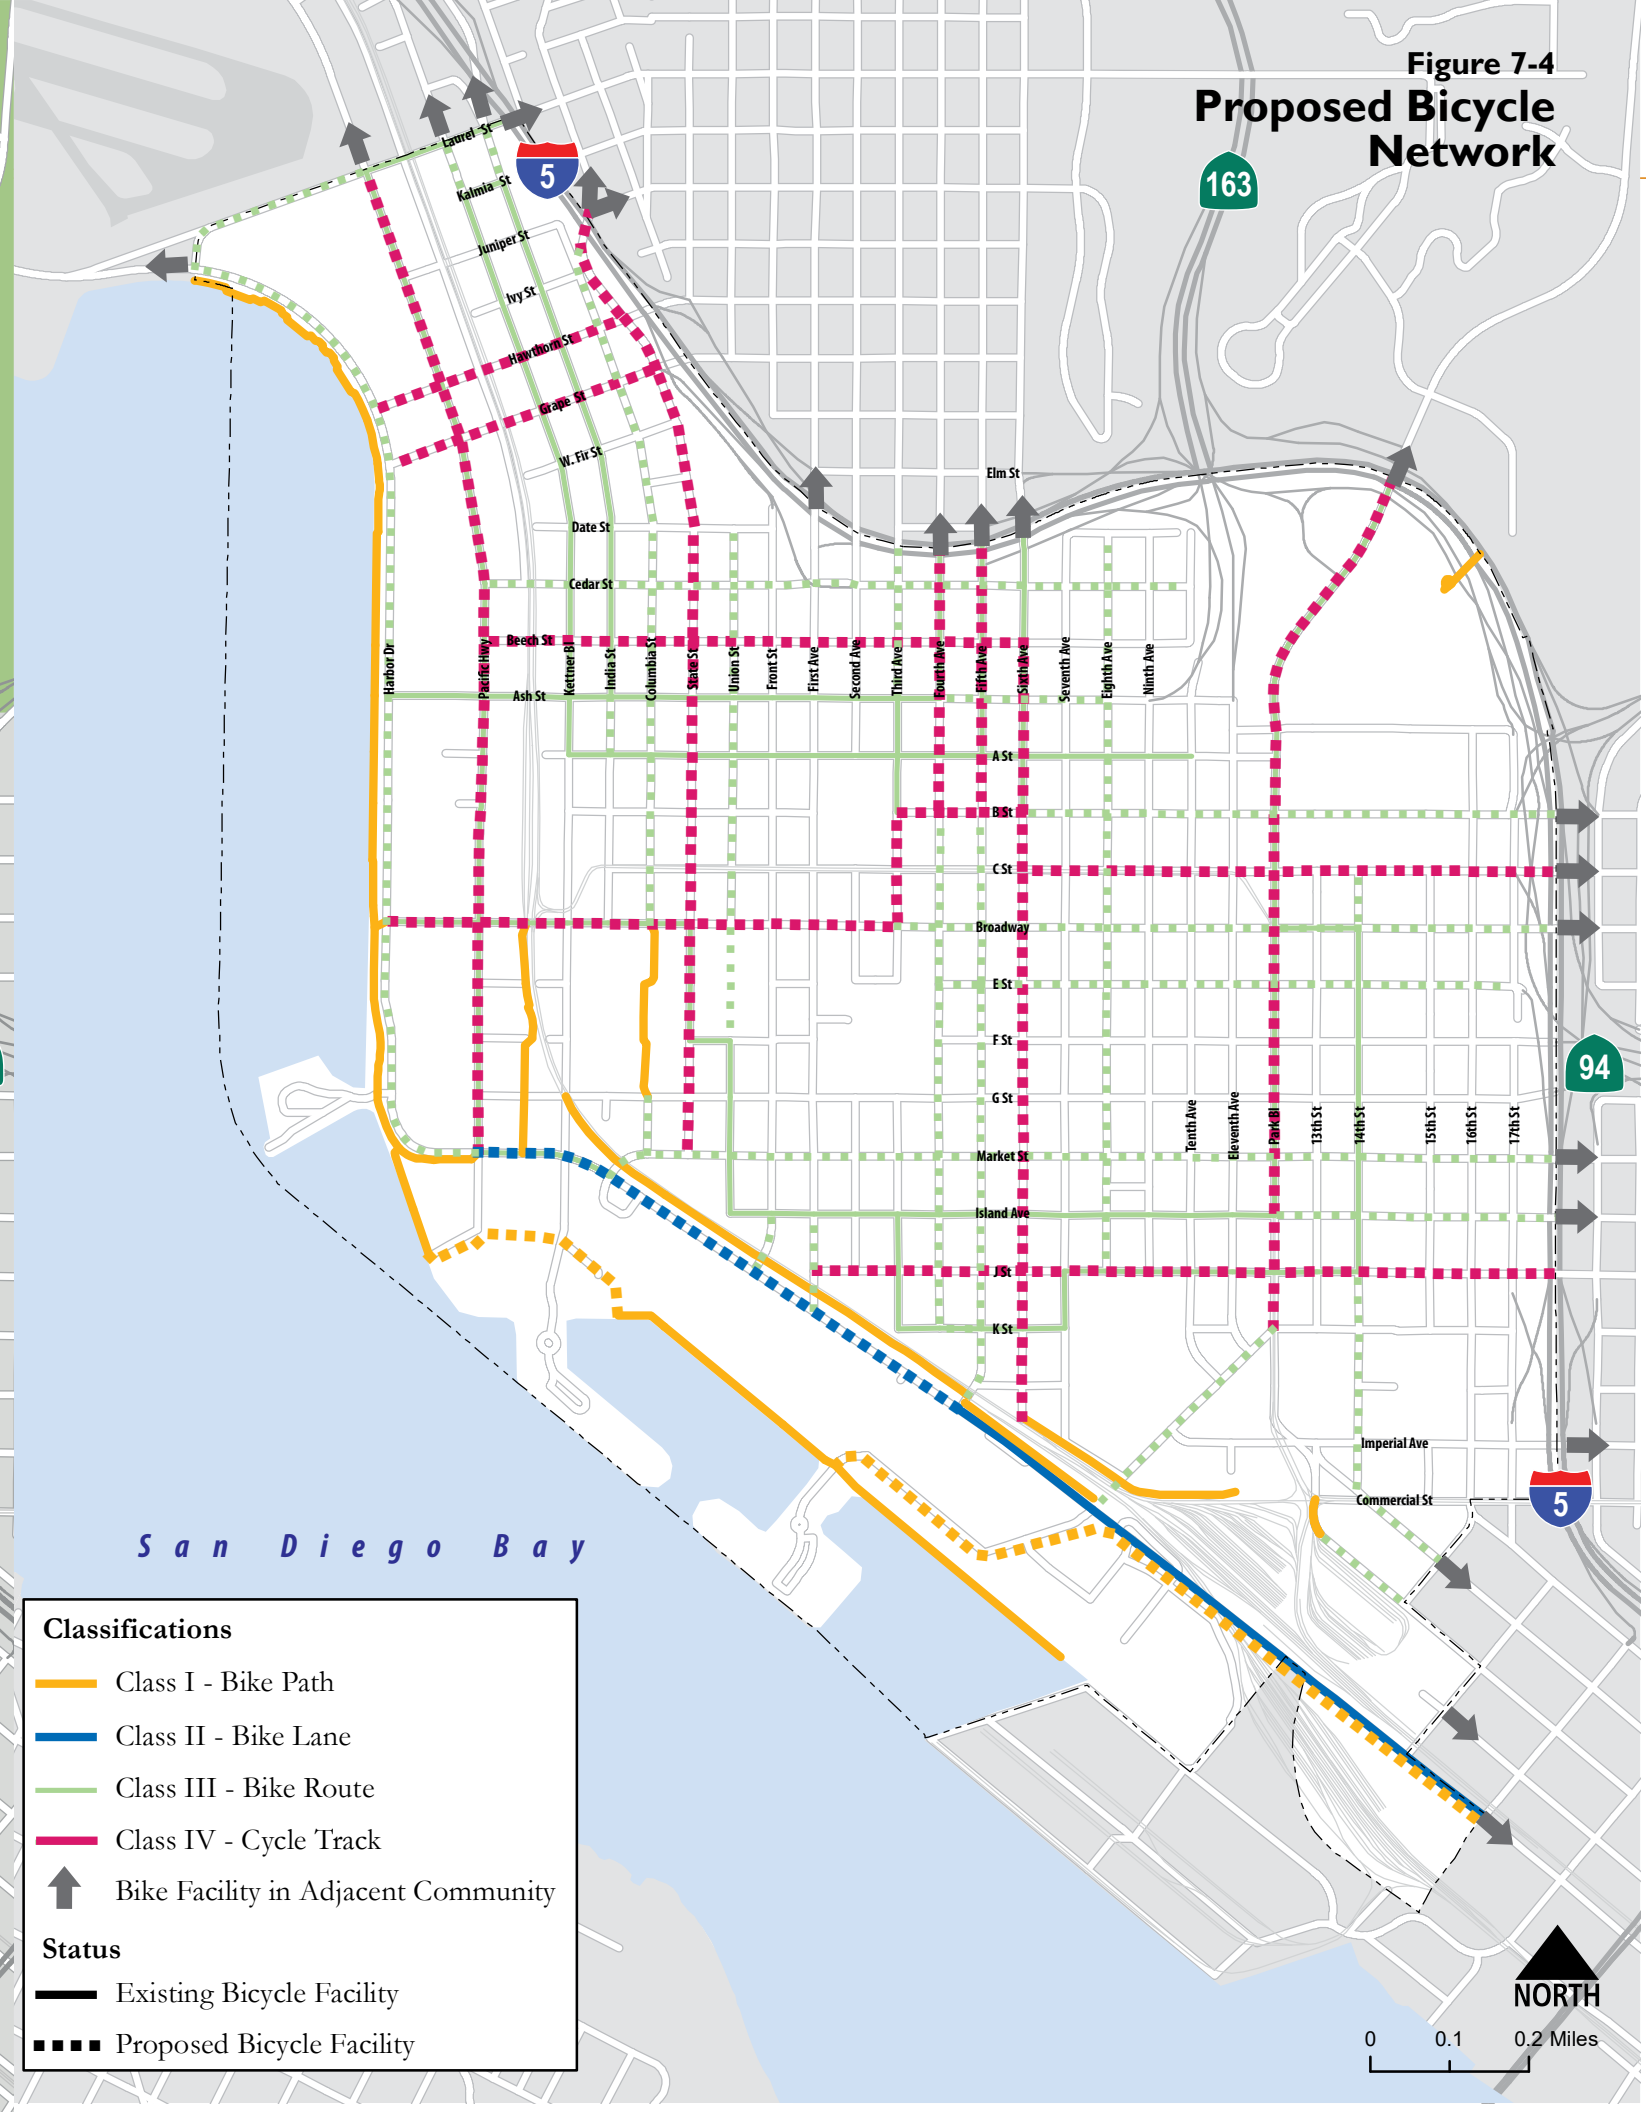 Figure 7-4
Proposed Bicycle
Network
163
5
Laurel St
Kalmia St
Juniper St
Ivy St
Hawthorn St
Grape St
W. Fir St
Elm St
Date St
Cedar St
Beech St
Ash St
Harbor Dr
Pacific Hwy
Kettner Bl
India St
Columbia St
State St
Union St
Front St
First Ave
Second Ave
Third Ave
Fourth Ave
Fifth Ave
Sixth Ave
Seventh Ave
Eighth Ave
Ninth Ave
A St
B St
C St
Broadway
E St
F St
G St
Market St
Island Ave
J St
K St
Tenth Ave
Eleventh Ave
Park Bl
13th St
14th St
15th St
16th St
17th St
94
Imperial Ave
Commercial St
5
San Diego Bay
Classifications
Class I - Bike Path
Class II - Bike Lane
Class III - Bike Route
Class IV - Cycle Track
Bike Facility in Adjacent Community
Status
Existing Bicycle Facility
Proposed Bicycle Facility
NORTH
0 0.1 0.2 Miles